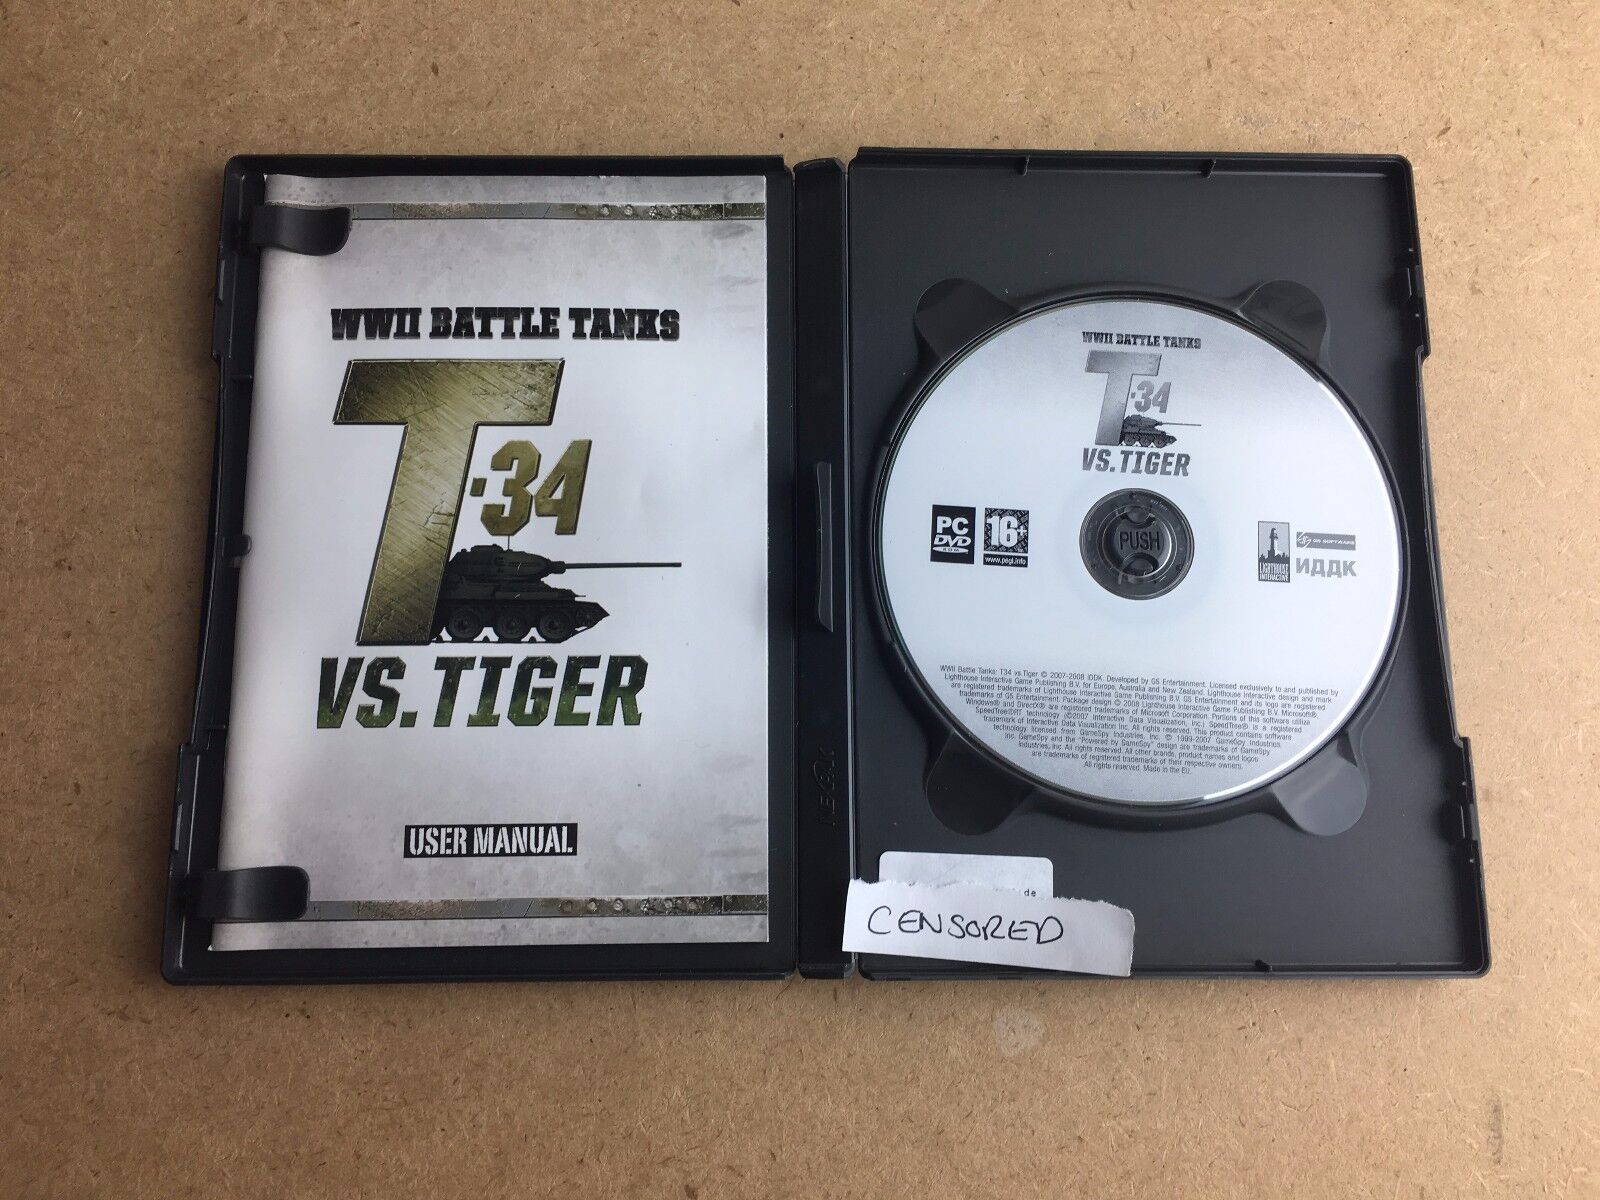 WWII BATTLE TANKS
T-34
VS. TIGER
USER MANUAL
WWII BATTLE TANKS
T-34
VS. TIGER
PC
DVD
ROM
16+
www.pegi.info
PUSH
LIGHTHOUSE
INTERACTIVE
G5 SOFTWARE
ИДДК
WWII Battle Tanks: T34 vs.Tiger © 2007-2008 IDDK. Developed by G5 Entertainment. Licensed exclusively to and published by
Lighthouse Interactive Game Publishing B.V. for Europe, Australia and New Zealand. Lighthouse Interactive design and mark
are registered trademarks of Lighthouse Interactive Game Publishing B.V. G5 Entertainment and its logo are registered
trademarks of G5 Entertainment. Package design © 2008 Lighthouse Interactive Game Publishing B.V. Microsoft®,
Windows® and DirectX® are registered trademarks of Microsoft Corporation. Portions of this software utilize
SpeedTree®RT technology (©2007 Interactive Data Visualization, Inc.) SpeedTree® is a registered
trademark of Interactive Data Visualization Inc. All rights reserved. This product contains software
technology licensed from GameSpy Industries, Inc. © 1999-2007 GameSpy Industries,
Inc. GameSpy and the "Powered by GameSpy" design are trademarks of GameSpy
Industries, Inc. All rights reserved. All other brands, product names and logos
are trademarks of registered trademarks of their respective owners.
All rights reserved. Made in the EU.
de
CENSORED